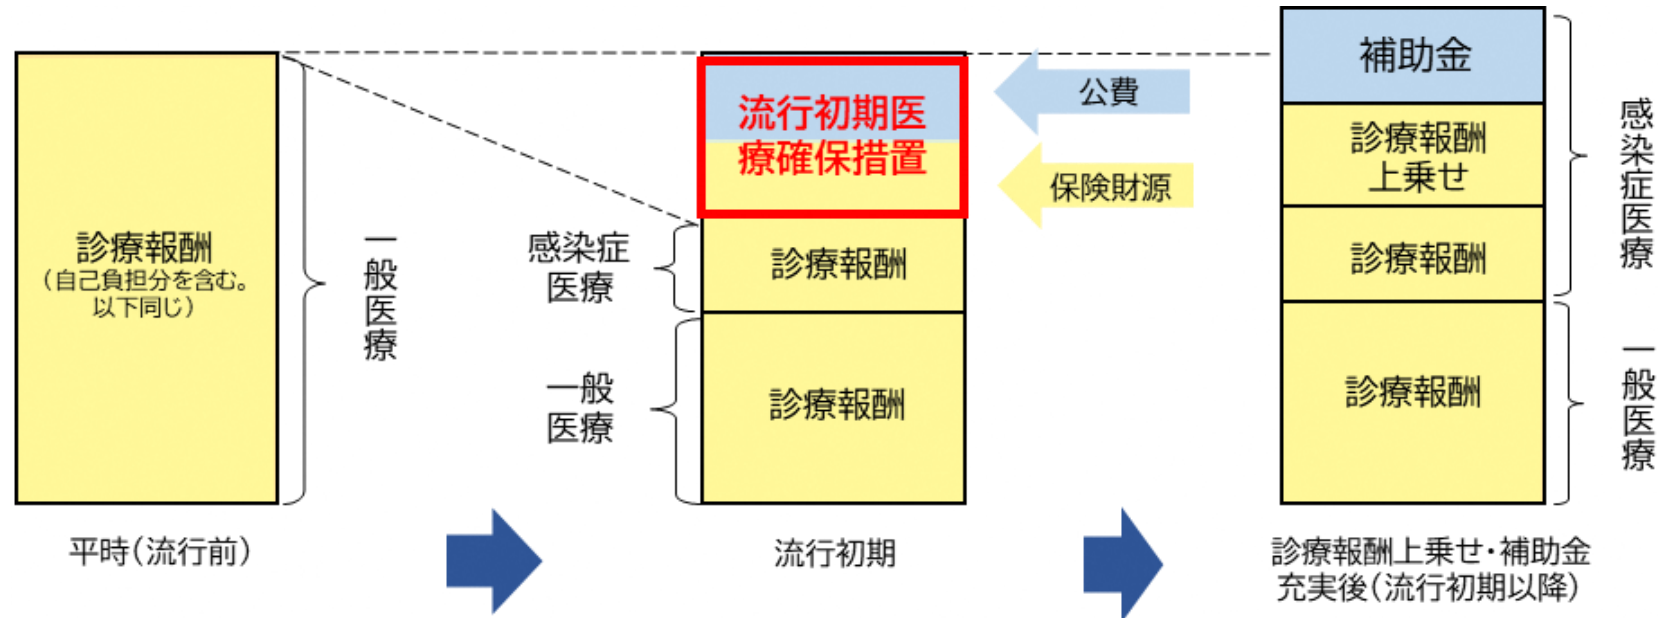 診療報酬
（自己負担分を含む。
以下同じ）
一般医療
平時（流行前）
流行初期医
療確保措置
公費
保険財源
感染症
医療
診療報酬
一般
医療
診療報酬
流行初期
補助金
診療報酬
上乗せ
診療報酬
感染症医療
診療報酬
一般医療
診療報酬上乗せ・補助金
充実後（流行初期以降）